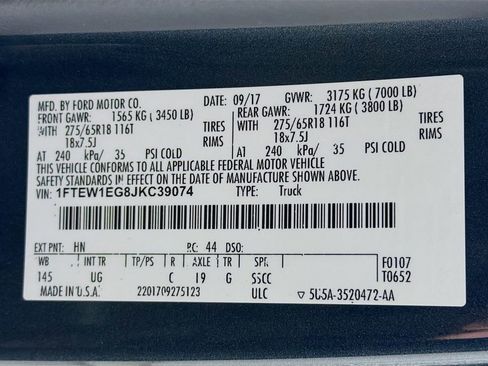 MFD. BY FORD MOTOR CO. DATE: 09/17 GVWR: 3175 KG ( 7000 LB)
FRONT GAWR: 1565 KG ( 3450 LB) REAR GAWR: 1724 KG ( 3800 LB)
WITH 275/65R18 116T TIRES WITH 275/65R18 116T TIRES
18x7.5J RIMS 18x7.5J RIMS
AT 240 kPa/ 35 PSI COLD AT 240 kPa/ 35 PSI COLD
THIS VEHICLE CONFORMS TO ALL APPLICABLE FEDERAL MOTOR VEHICLE
SAFETY STANDARDS IN EFFECT ON THE DATE OF MANUFACTURE SHOWN ABOVE.
VIN: 1FTEW1EG8JKC39074 TYPE: Truck
EXT PNT: HN RC: 44 DSO: F0107
WB TP/PS R AXLE TR SPR T0652
145 UG C 19 G S5CC
MADE IN U.S.A. 2201709275123 ULC 5U5A-3520472-AA